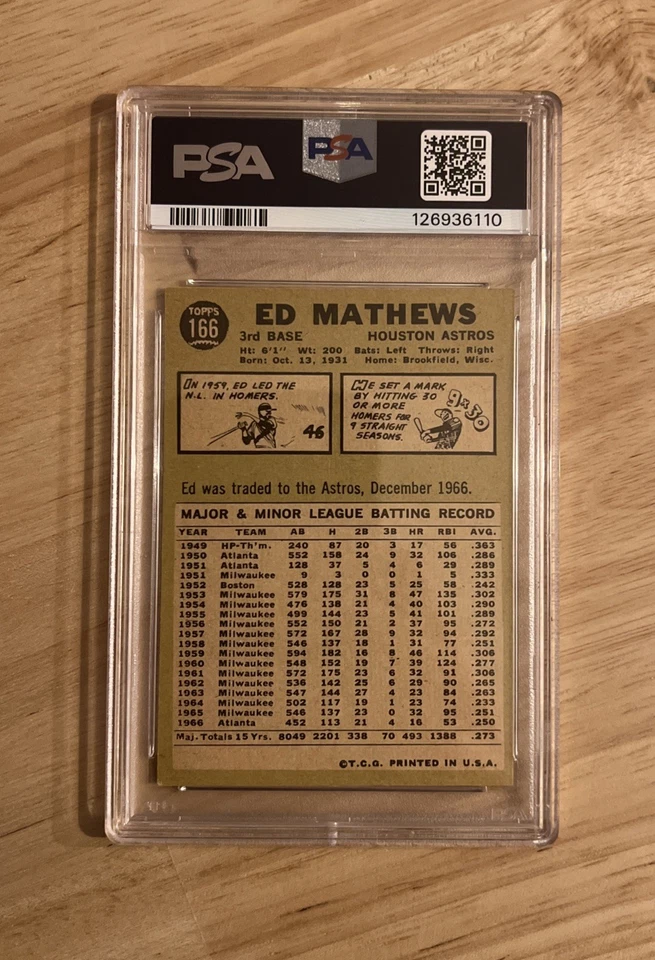 PSA PSA
126936110
TOPPS
166
ED MATHEWS
3rd BASE HOUSTON ASTROS
Ht: 6'1" Wt: 200 Bats: Left Throws: Right
Born: Oct. 13, 1931 Home: Brookfield, Wisc.
IN 1959, ED LED THE
N.L. IN HOMERS.
46
HE SET A MARK
BY HITTING 30
OR MORE
HOMERS FOR
9 STRAIGHT
SEASONS.
9x30
Ed was traded to the Astros, December 1966.
MAJOR & MINOR LEAGUE BATTING RECORD
YEAR TEAM AB H 2B 3B HR RBI AVG.
1949 HP-Th'm. 240 87 20 3 17 56 .363
1950 Atlanta 552 158 24 9 32 106 .286
1951 Atlanta 128 37 5 4 6 29 .289
1951 Milwaukee 9 3 0 0 1 5 .333
1952 Boston 528 128 23 5 25 58 .242
1953 Milwaukee 579 175 31 8 47 135 .302
1954 Milwaukee 476 138 21 4 40 103 .290
1955 Milwaukee 499 144 23 5 41 101 .289
1956 Milwaukee 552 150 21 2 37 95 .272
1957 Milwaukee 572 167 28 9 32 94 .292
1958 Milwaukee 546 137 18 1 31 77 .251
1959 Milwaukee 594 182 16 8 46 114 .306
1960 Milwaukee 548 152 19 7 39 124 .277
1961 Milwaukee 572 175 23 6 32 91 .306
1962 Milwaukee 536 142 25 6 29 90 .265
1963 Milwaukee 547 144 27 4 23 84 .263
1964 Milwaukee 502 117 19 1 23 74 .233
1965 Milwaukee 546 137 23 0 32 95 .251
1966 Atlanta 452 113 21 4 16 53 .250
Maj. Totals 15 Yrs. 8049 2201 338 70 493 1388 .273
©T.C.G. PRINTED IN U.S.A.